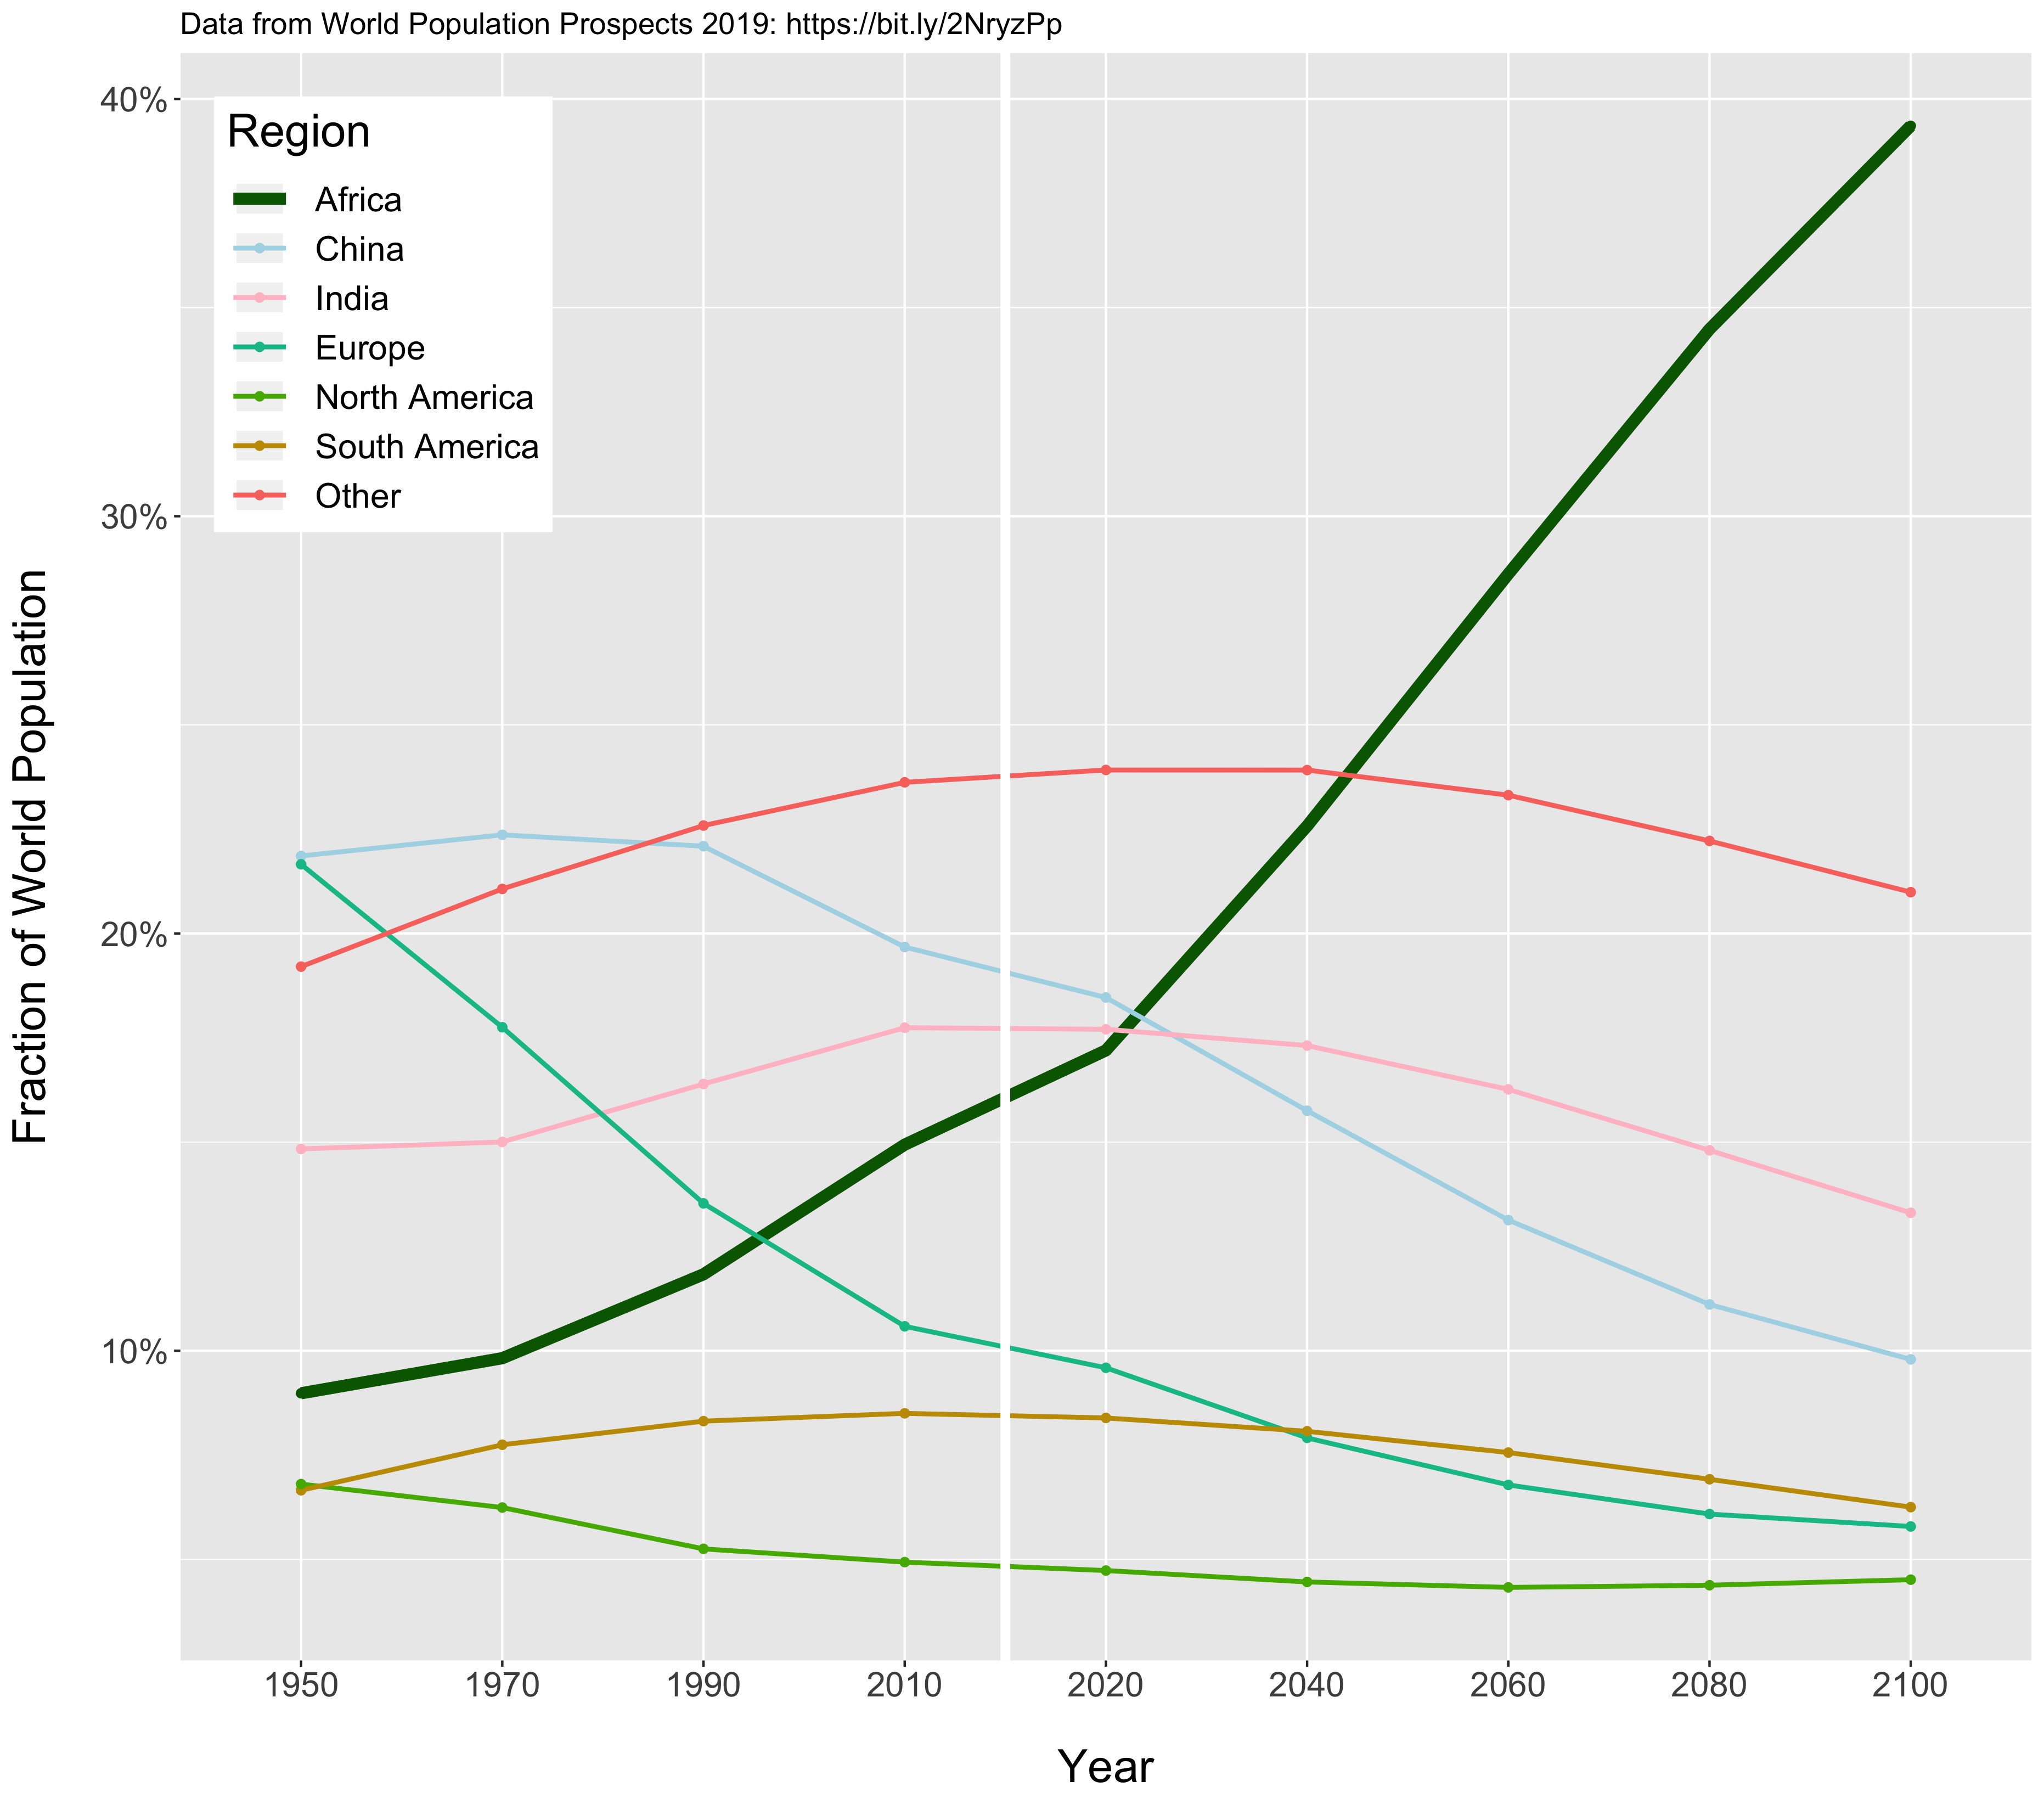 Data from World Population Prospects 2019: https://bit.ly/2NryzPp
40%
30%
20%
10%
Fraction of World Population
Region
Africa
China
India
Europe
North America
South America
Other
1950 1970 1990 2010 2020 2040 2060 2080 2100
Year